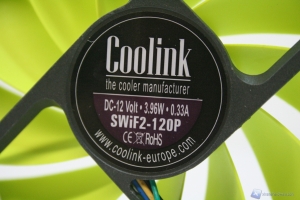 Coolink
the cooler manufacturer
DC-12 Volt • 3.96W • 0.33A
SWiF2-120P
CE RoHS
www.coolink-europe.com